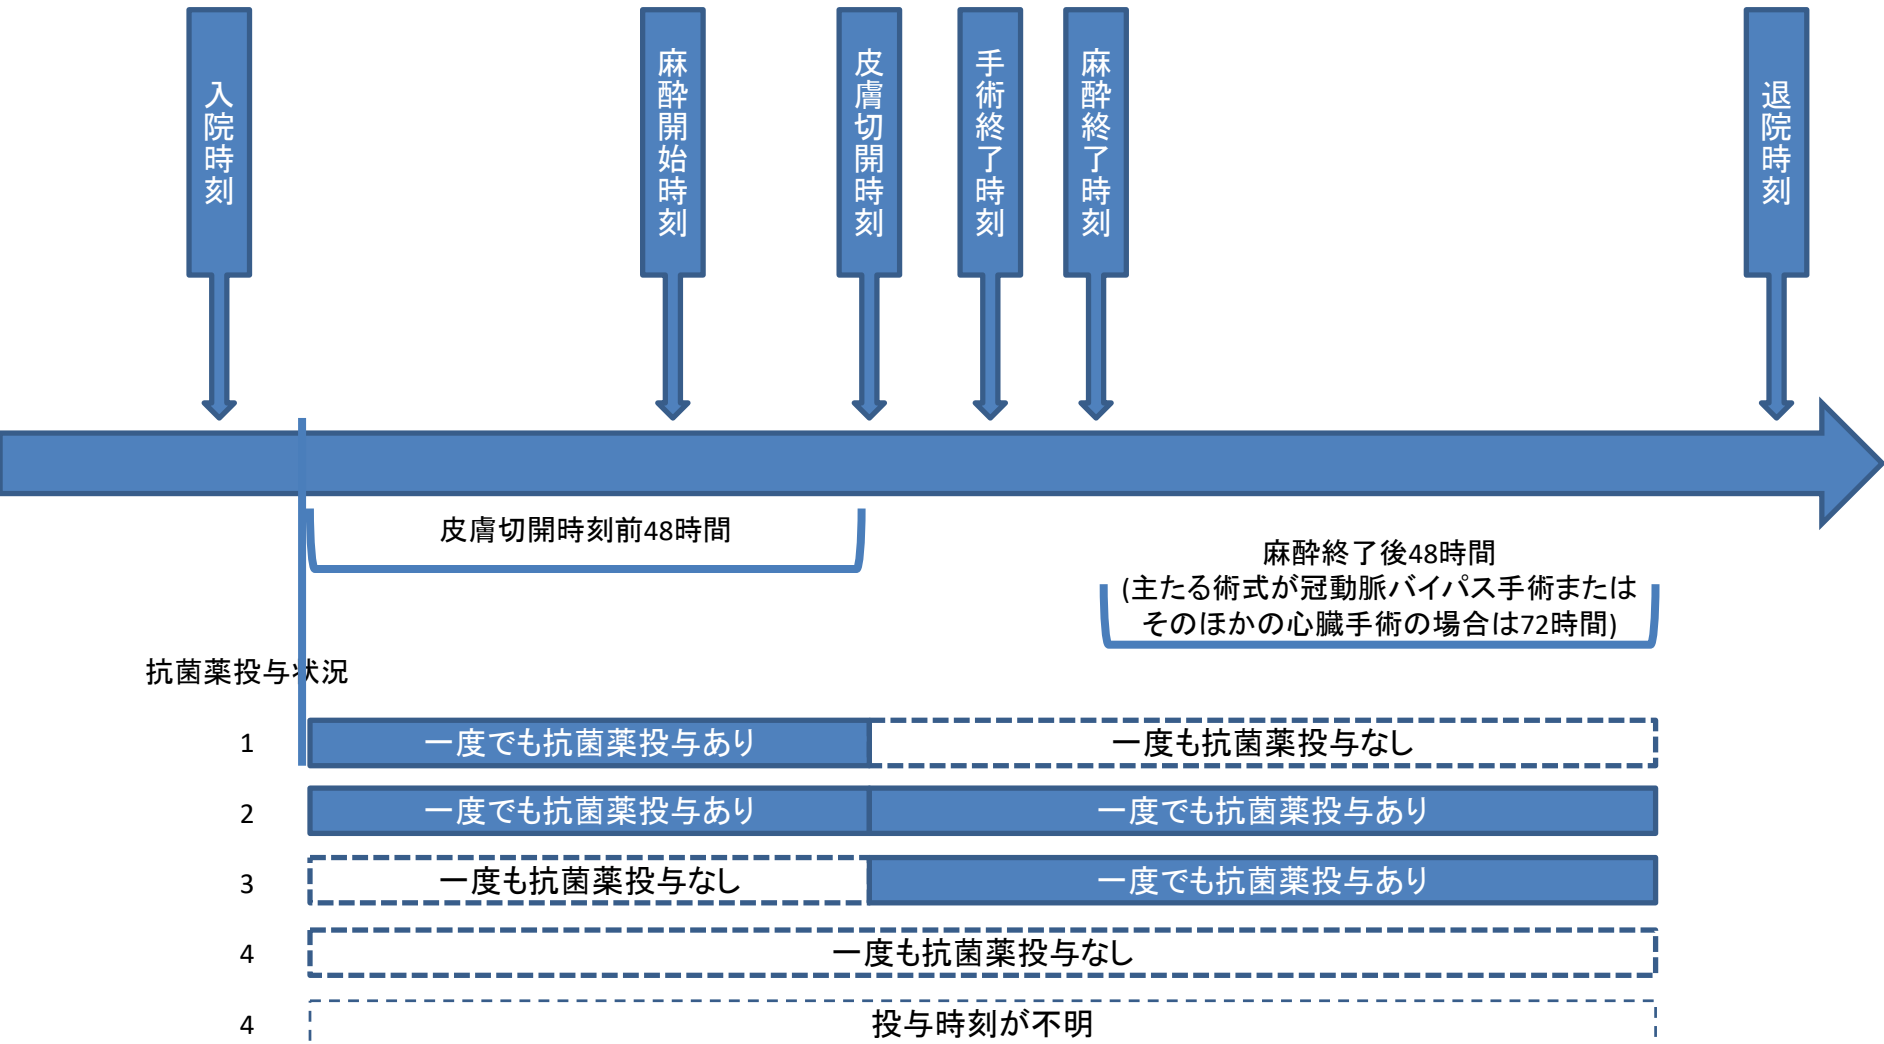 入院時刻
麻酔開始時刻
皮膚切開時刻
手術終了時刻
麻酔終了時刻
退院時刻
皮膚切開時刻前48時間
麻酔終了後48時間
(主たる術式が冠動脈バイパス手術または
そのほかの心臓手術の場合は72時間)
抗菌薬投与状況
1 一度でも抗菌薬投与あり 一度も抗菌薬投与なし
2 一度でも抗菌薬投与あり 一度でも抗菌薬投与あり
3 一度も抗菌薬投与なし 一度でも抗菌薬投与あり
4 一度も抗菌薬投与なし
4 投与時刻が不明